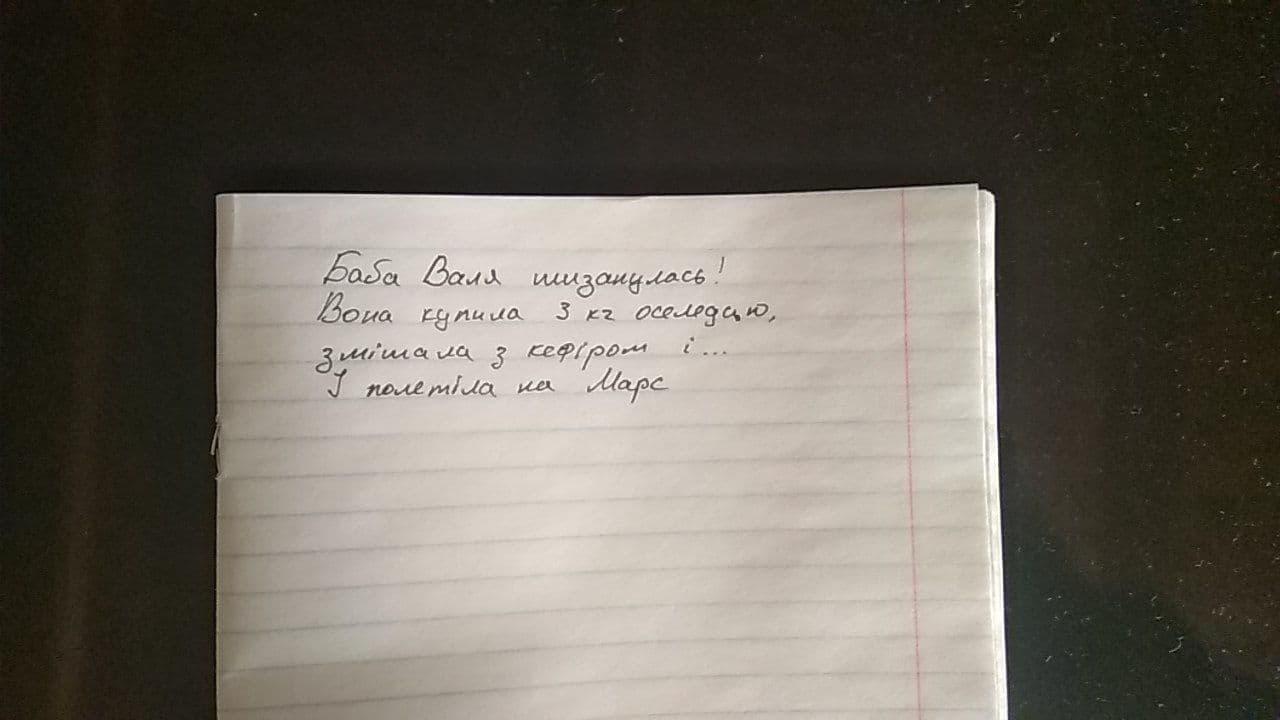 Баба Валя шизанулась!
Вона купила 3 кг оселедцю,
змішала з кефіром і...
І полетіла на Марс